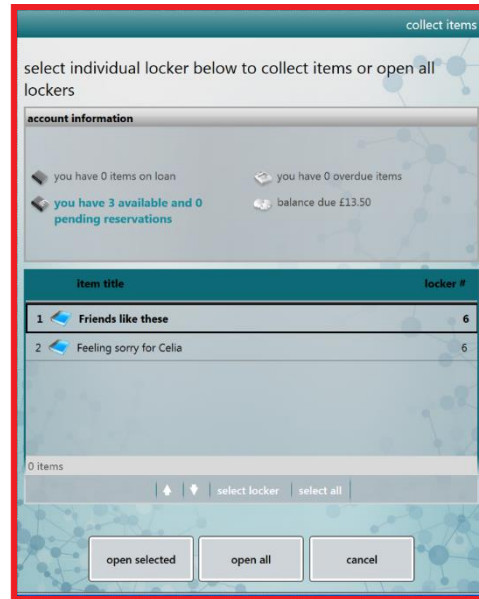 collect items
select individual locker below to collect items or open all
lockers
account information
you have 0 items on loan
you have 0 overdue items
you have 3 available and 0
pending reservations
balance due £13.50
item title locker #
1 Friends like these 6
2 Feeling sorry for Celia 6
0 items
select locker select all
open selected open all cancel